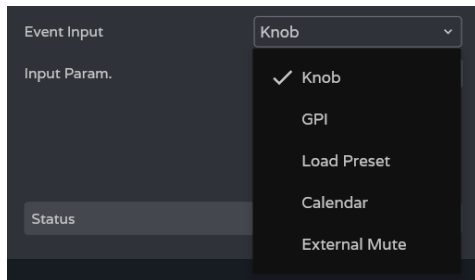 Event Input Knob
Input Param.
Knob
GPI
Load Preset
Calendar
Status
External Mute